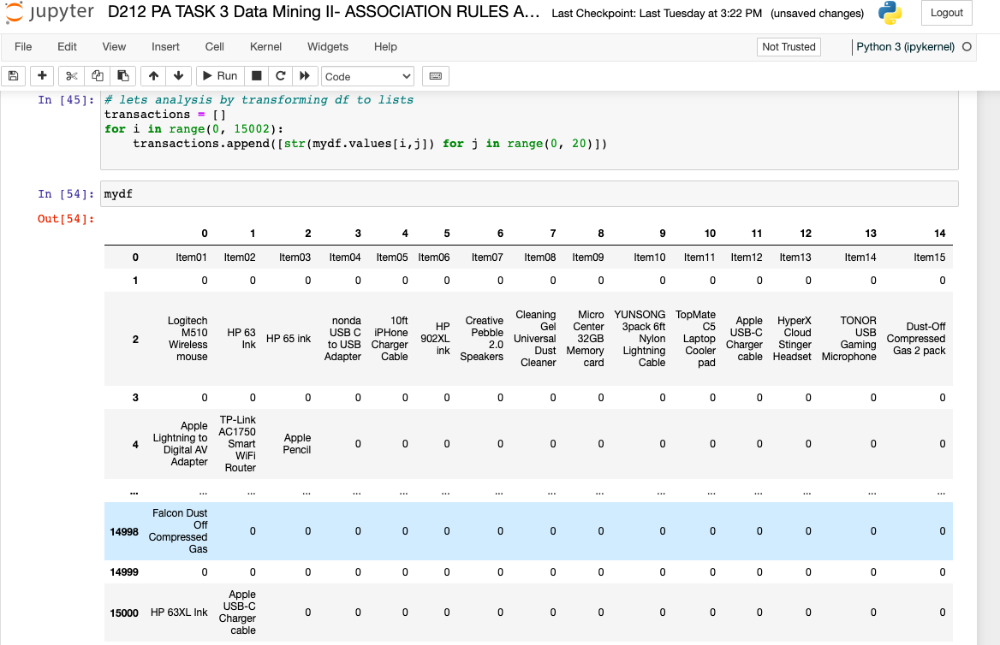 jupyter D212 PA TASK 3 Data Mining II- ASSOCIATION RULES A... Last Checkpoint: Last Tuesday at 3:22 PM (unsaved changes) Logout
File Edit View Insert Cell Kernel Widgets Help Not Trusted Python 3 (ipykernel)
Run Code
In [45]: # lets analysis by transforming df to lists
transactions = []
for i in range(0, 15002):
    transactions.append([str(mydf.values[i,j]) for j in range(0, 20)])
In [54]: mydf
Out[54]:
0 1 2 3 4 5 6 7 8 9 10 11 12 13 14
0 Item01 Item02 Item03 Item04 Item05 Item06 Item07 Item08 Item09 Item10 Item11 Item12 Item13 Item14 Item15
1 0 0 0 0 0 0 0 0 0 0 0 0 0 0 0
2 Logitech M510 Wireless mouse HP 63 Ink HP 65 ink nonda USB C to USB Adapter 10ft iPHone Charger Cable HP 902XL ink Creative Pebble 2.0 Speakers Cleaning Gel Universal Dust Cleaner Micro Center 32GB Memory card YUNSONG 3pack 6ft Nylon Lightning Cable TopMate C5 Laptop Cooler pad Apple USB-C Charger cable HyperX Cloud Stinger Headset TONOR USB Gaming Microphone Dust-Off Compressed Gas 2 pack
3 0 0 0 0 0 0 0 0 0 0 0 0 0 0 0
4 Apple Lightning to Digital AV Adapter TP-Link AC1750 Smart WiFi Router Apple Pencil 0 0 0 0 0 0 0 0 0 0 0 0
... ... ... ... ... ... ... ... ... ... ... ... ... ... ... ...
14998 Falcon Dust Off Compressed Gas 0 0 0 0 0 0 0 0 0 0 0 0 0 0
14999 0 0 0 0 0 0 0 0 0 0 0 0 0 0 0
15000 HP 63XL Ink Apple USB-C Charger cable 0 0 0 0 0 0 0 0 0 0 0 0 0